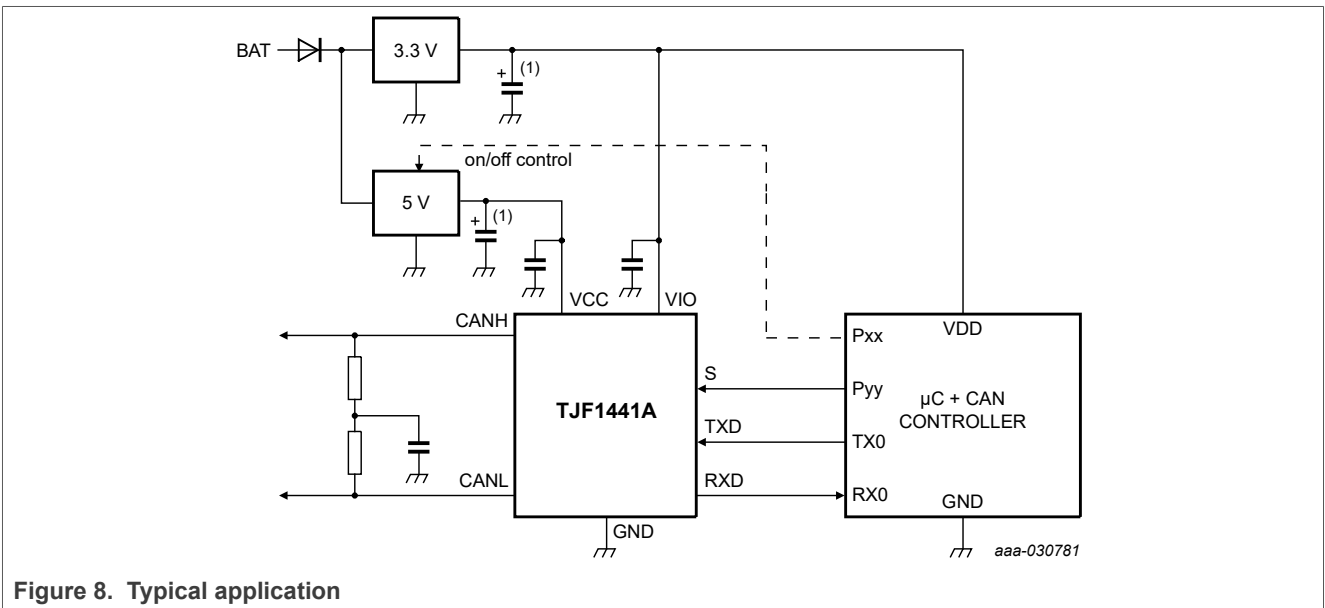 BAT
3.3 V
+ (1)
on/off control
5 V
+ (1)
VCC
VIO
CANH
Pxx
VDD
S
Pyy
TJF1441A
µC + CAN
CONTROLLER
TXD
TX0
CANL
RXD
RX0
GND
GND
aaa-030781
Figure 8. Typical application